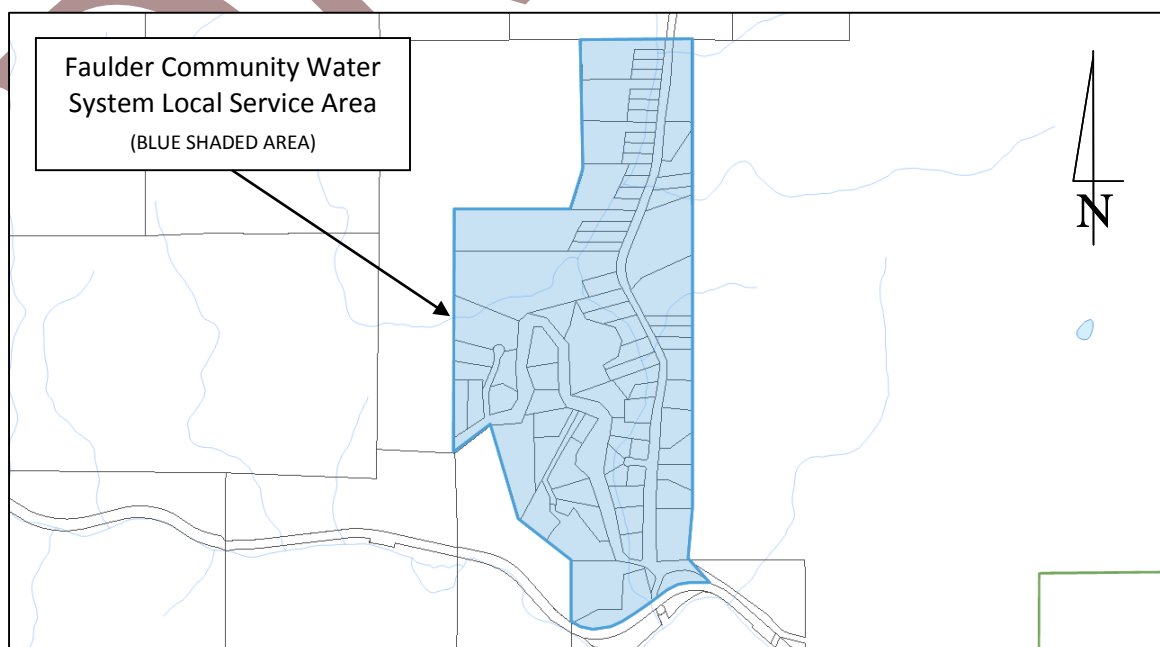 Faulder Community Water
System Local Service Area
(BLUE SHADED AREA)
N